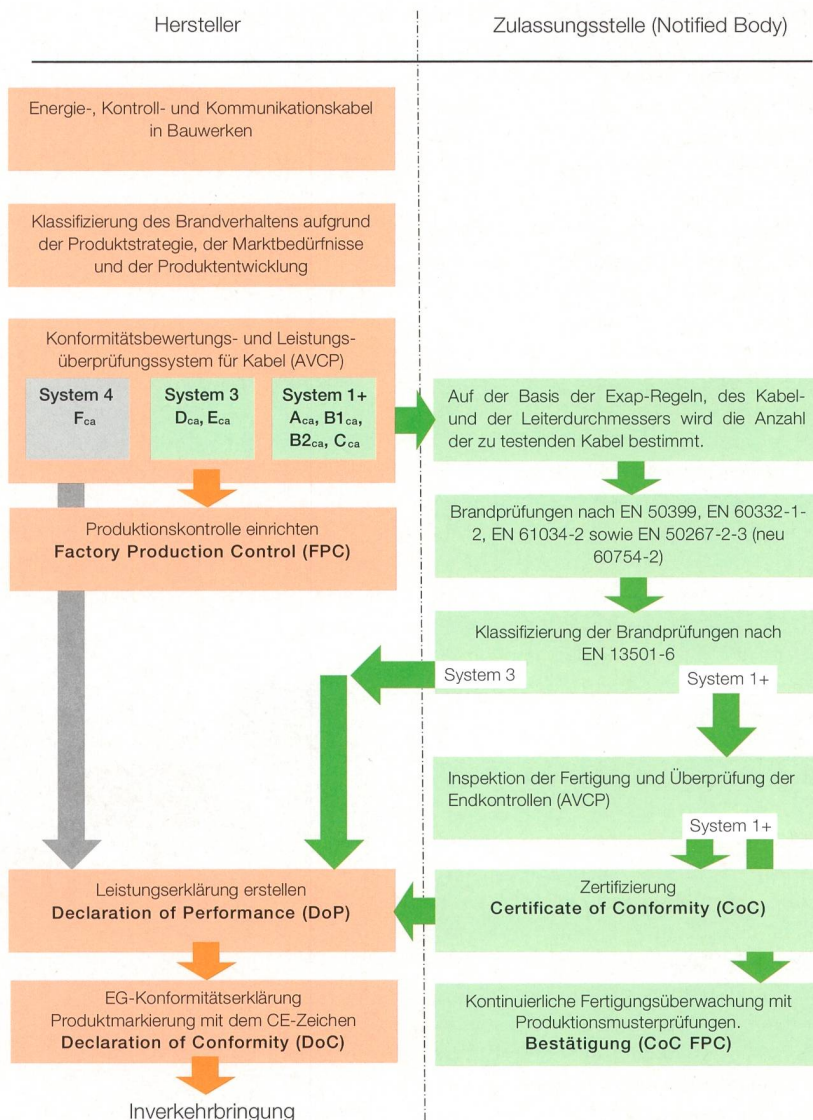 Hersteller
Zulassungsstelle (Notified Body)
Energie-, Kontroll- und Kommunikationskabel
in Bauwerken
Klassifizierung des Brandverhaltens aufgrund
der Produktstrategie, der Marktbedürfnisse
und der Produktentwicklung
Konformitätsbewertungs- und Leistungs-
überprüfungssystem für Kabel (AVCP)
System 4
Fca
System 3
Dca, Eca
System 1+
Aca, B1ca,
B2ca, Cca
Auf der Basis der Exap-Regeln, des Kabel-
und der Leiterdurchmessers wird die Anzahl
der zu testenden Kabel bestimmt.
Produktionskontrolle einrichten
Factory Production Control (FPC)
Brandprüfungen nach EN 50399, EN 60332-1-
2, EN 61034-2 sowie EN 50267-2-3 (neu
60754-2)
Klassifizierung der Brandprüfungen nach
EN 13501-6
System 3
System 1+
Inspektion der Fertigung und Überprüfung der
Endkontrollen (AVCP)
System 1+
Leistungserklärung erstellen
Declaration of Performance (DoP)
Zertifizierung
Certificate of Conformity (CoC)
EG-Konformitätserklärung
Produktmarkierung mit dem CE-Zeichen
Declaration of Conformity (DoC)
Kontinuierliche Fertigungsüberwachung mit
Produktionsmusterprüfungen.
Bestätigung (CoC FPC)
Inverkehrbringung